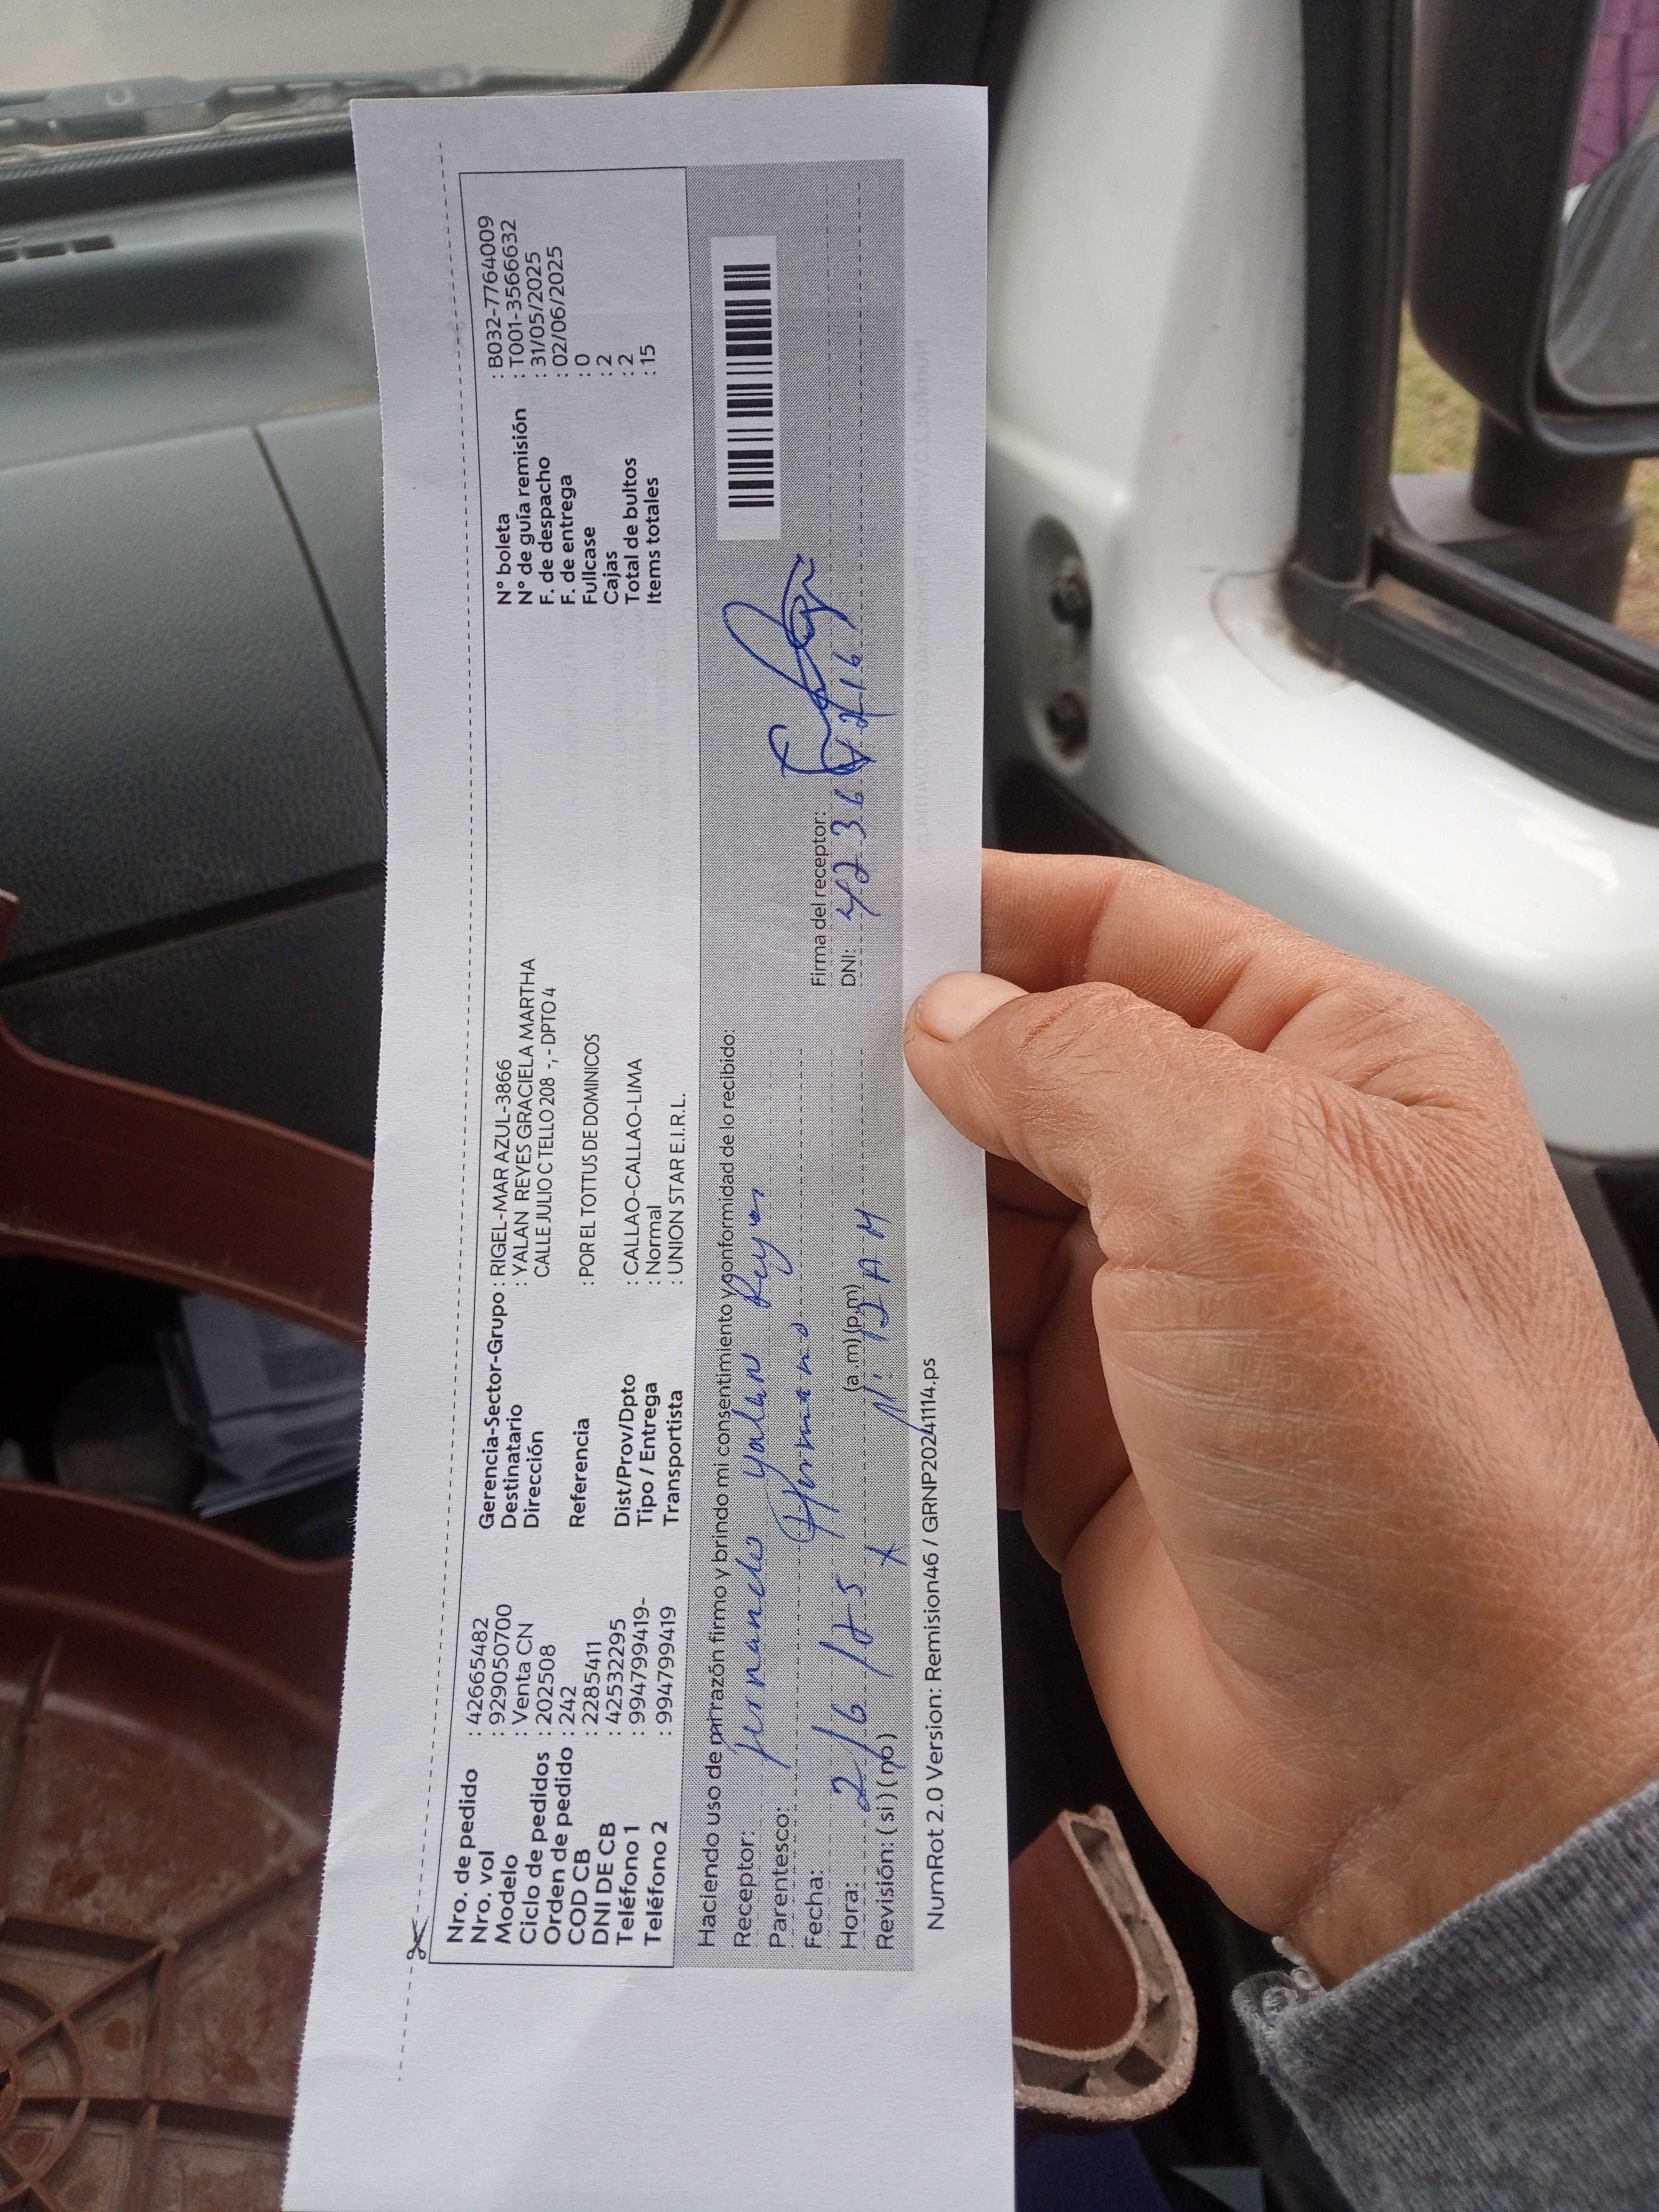 Nro. de pedido : 42665482
Nro. vol : 929050700
Modelo : Venta CN
Ciclo de pedidos : 202508
Orden de pedido : 242
COD CB : 2285411
DNI DE CB : 42532295
Teléfono 1 : 994799419-
Teléfono 2 : 994799419
Gerencia-Sector-Grupo : RIGEL-MAR AZUL-3866
Destinatario : YALAN REYES GRACIELA MARTHA
Dirección CALLE JULIO C TELLO 208 -, - DPTO 4
Referencia : POR EL TOTTUS DE DOMINICOS
Dist/Prov/Dpto : CALLAO-CALLAO-LIMA
Tipo / Entrega : Normal
Transportista : UNION STAR E.I.R.L.
N° boleta : B032-7764009
N° de guía remisión : T001-3566632
F. de despacho : 31/05/2025
F. de entrega : 02/06/2025
Fullcase : 0
Cajas : 2
Total de bultos : 2
Items totales : 15
Haciendo uso de mi razón firmo y brindo mi consentimiento y conformidad de lo recibido:
Receptor: fernando yalan Reyes
Parentesco: Hermano
Fecha: 2/6/25
Hora: (a .m) (p.m) 11:12 AM
Revisión: ( si ) ( no ) x
Firma del receptor:
DNI:
NumRot 2.0 Version: Remision46 / GRNP20241114.ps